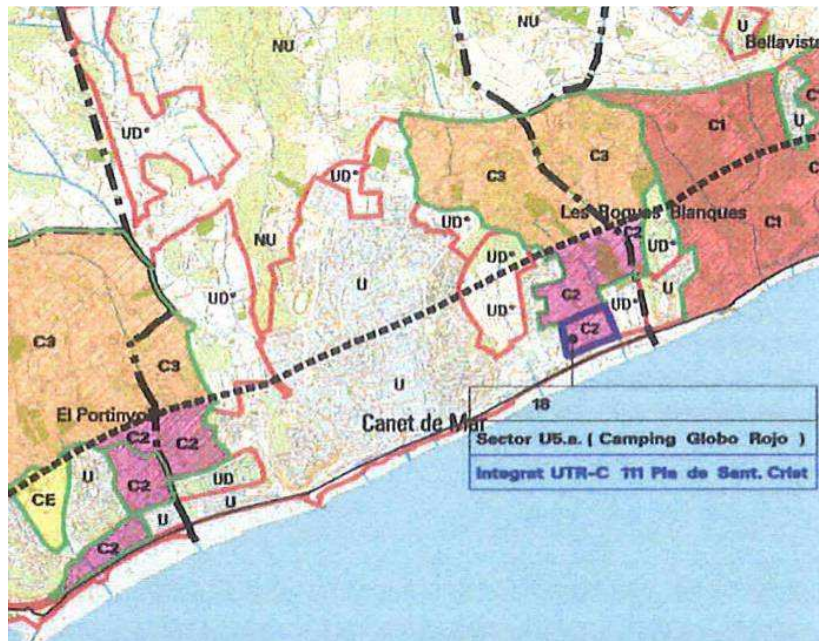 NU
U
Bellavista
UD*
NU
C1
U
C3
C3
UD*
Les Roques Blanques
C1
NU
UD*
UD*
C2
UD*
UD*
U
UD*
C2
UD*
U
C3
C3
C2
U
El Portinyo
18
Canet de Mar
C2
C2
Sector U5.a. ( Camping Globo Rojo )
U
C2
UD
Integrat UTR-C 111 Pla de Sant. Crist
CE
U
U
C2